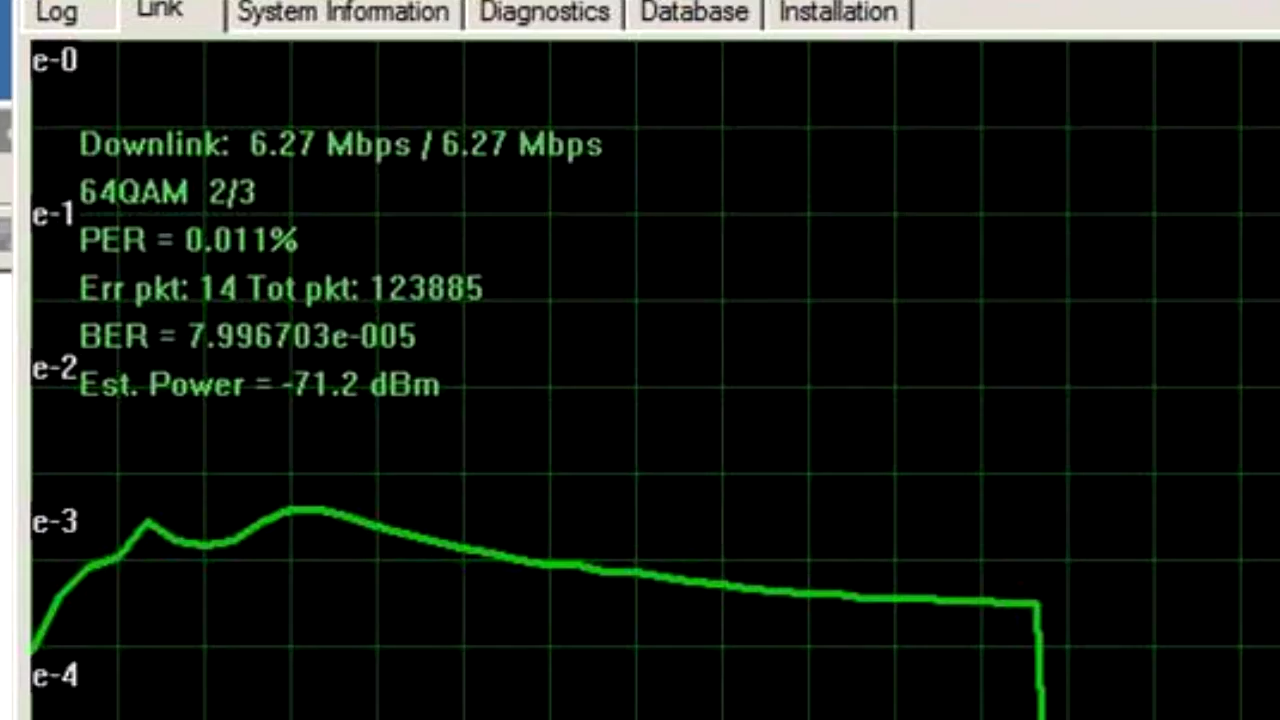 Log Link System Information Diagnostics Database Installation
e-0
Downlink: 6.27 Mbps / 6.27 Mbps
64QAM 2/3
e-1
PER = 0.011%
Err pkt: 14 Tot pkt: 123885
BER = 7.996703e-005
e-2
Est. Power = -71.2 dBm
e-3
e-4